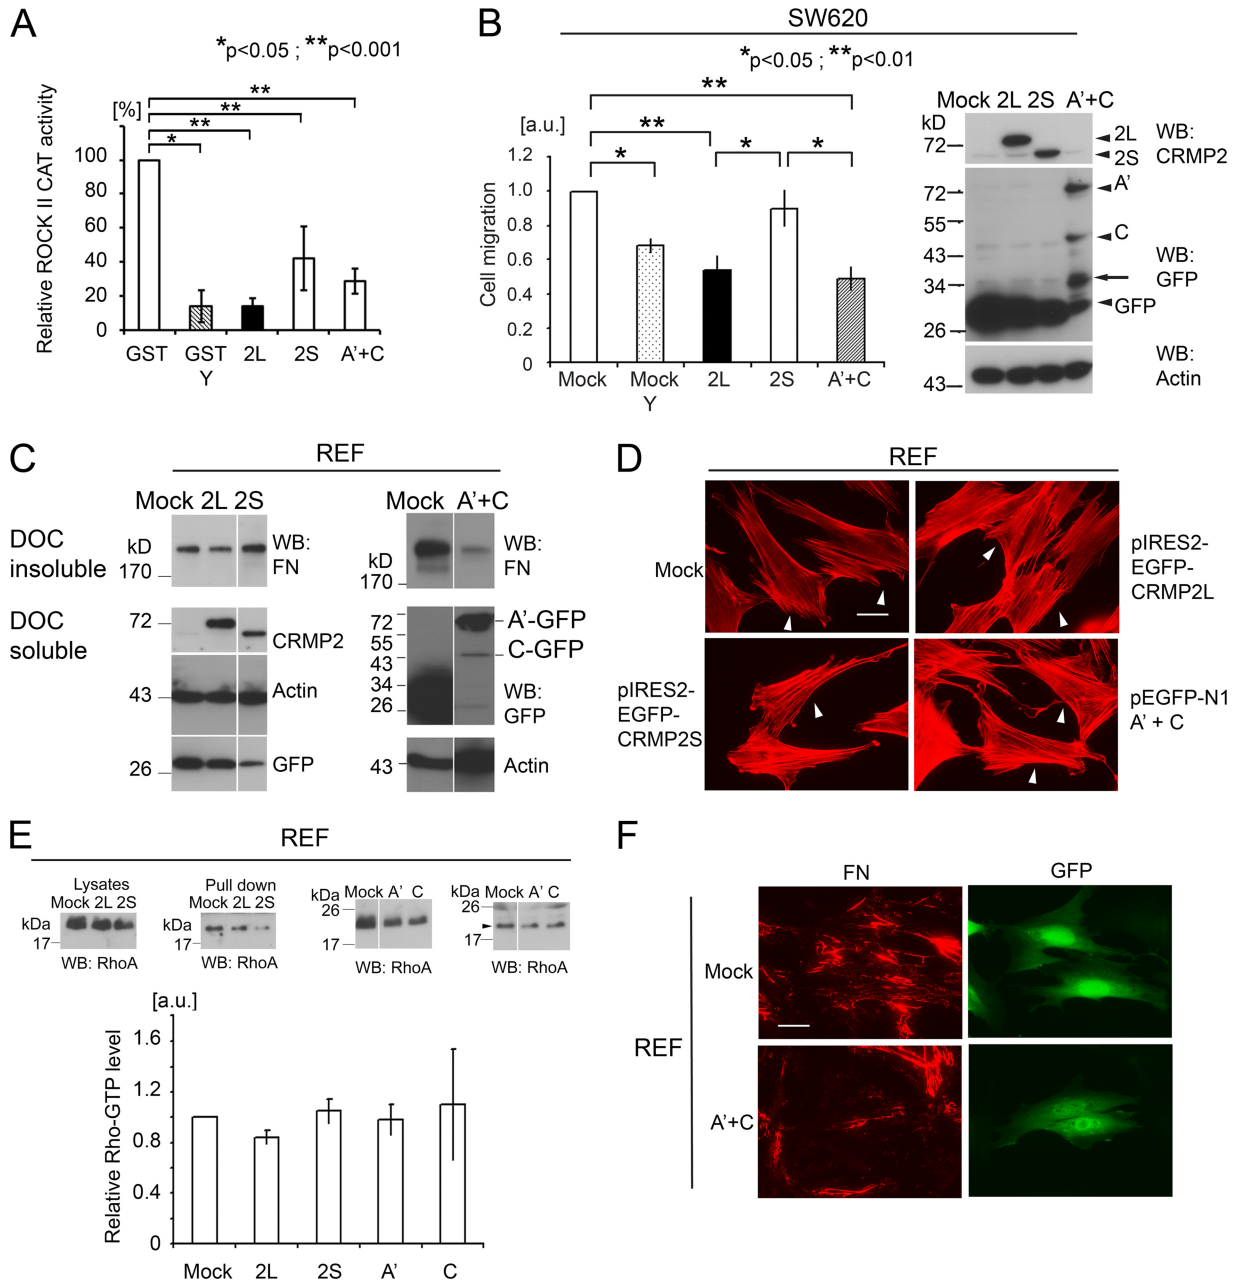 A
*p<0.05 ; **p<0.001
[%]
Relative ROCK II CAT activity
100
80
60
40
20
0
*
**
**
**
GST
GST
Y
2L
2S
A'+C
B
SW620
*p<0.05 ; **p<0.01
[a.u.]
Cell migration
1.2
1.0
0.8
0.6
0.4
0.2
0
**
**
*
*
*
Mock
Mock
Y
2L
2S
A'+C
Mock 2L 2S A'+C
kD
72
2L
2S
WB:
CRMP2
72
55
43
34
26
A'
C
WB:
GFP
GFP
43
WB:
Actin
C
REF
Mock 2L 2S
DOC
insoluble
kD
170
WB:
FN
DOC
soluble
72
CRMP2
43
Actin
26
GFP
Mock A'+C
kD
170
WB:
FN
72
55
43
34
26
A'-GFP
C-GFP
WB:
GFP
43
Actin
D
REF
Mock
pIRES2-
EGFP-
CRMP2L
pIRES2-
EGFP-
CRMP2S
pEGFP-N1
A' + C
E
REF
Lysates
Mock 2L 2S
kDa
17
WB: RhoA
Pull down
Mock 2L 2S
kDa
17
WB: RhoA
kDa
Mock A' C
26
17
WB: RhoA
kDa
Mock A' C
26
17
WB: RhoA
[a.u.]
Relative Rho-GTP level
1.6
1.2
1.0
0.8
0.4
0
Mock
2L
2S
A'
C
F
FN
GFP
REF
Mock
A'+C